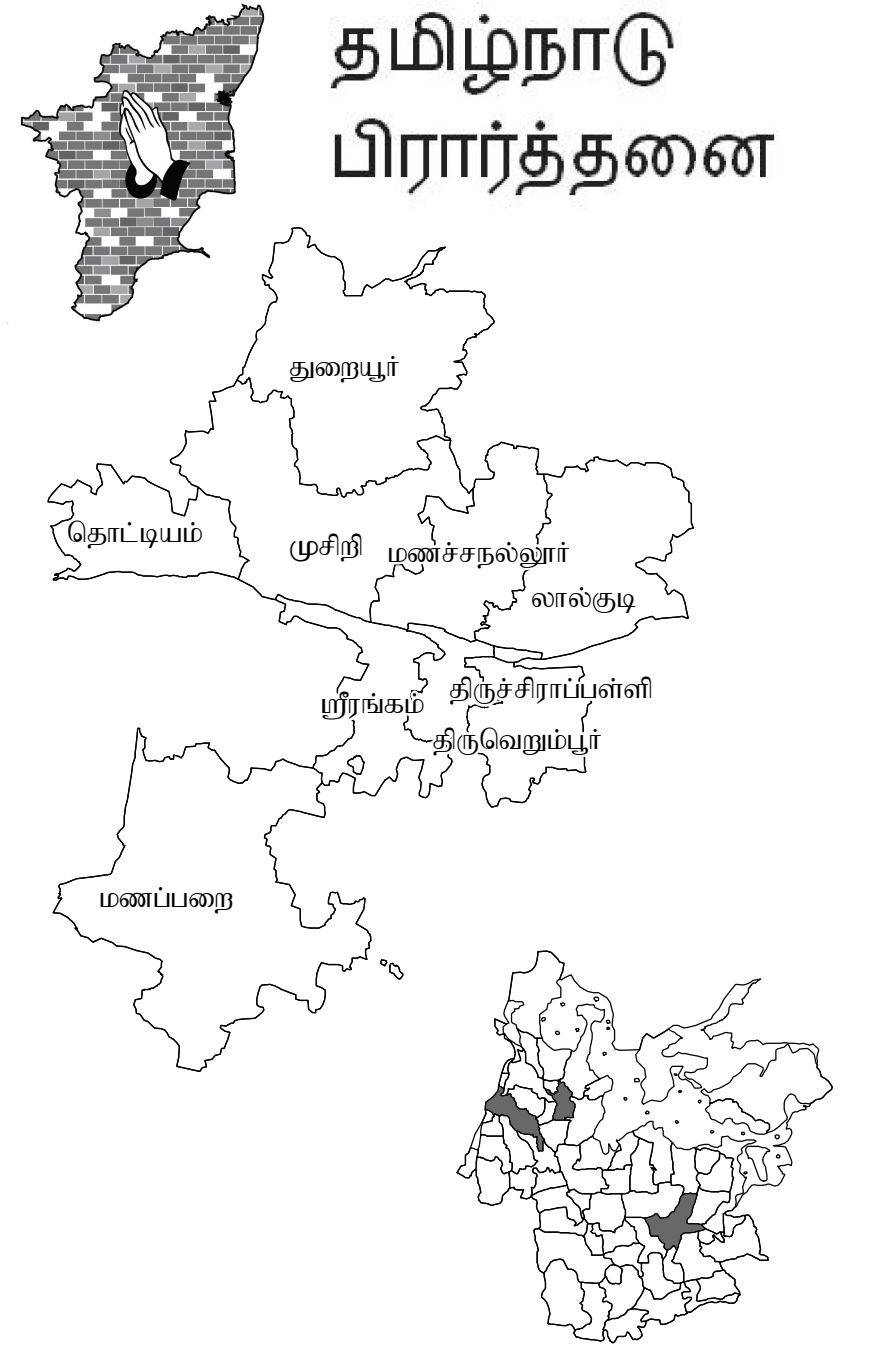 தமிழ்நாடு
பிரார்த்தனை
துறையூர்
தொட்டியம்
முசிறி
மணச்சநல்லூர்
லால்குடி
ஸ்ரீரங்கம்
திருச்சிராப்பள்ளி
திருவெறும்பூர்
மணப்பறை